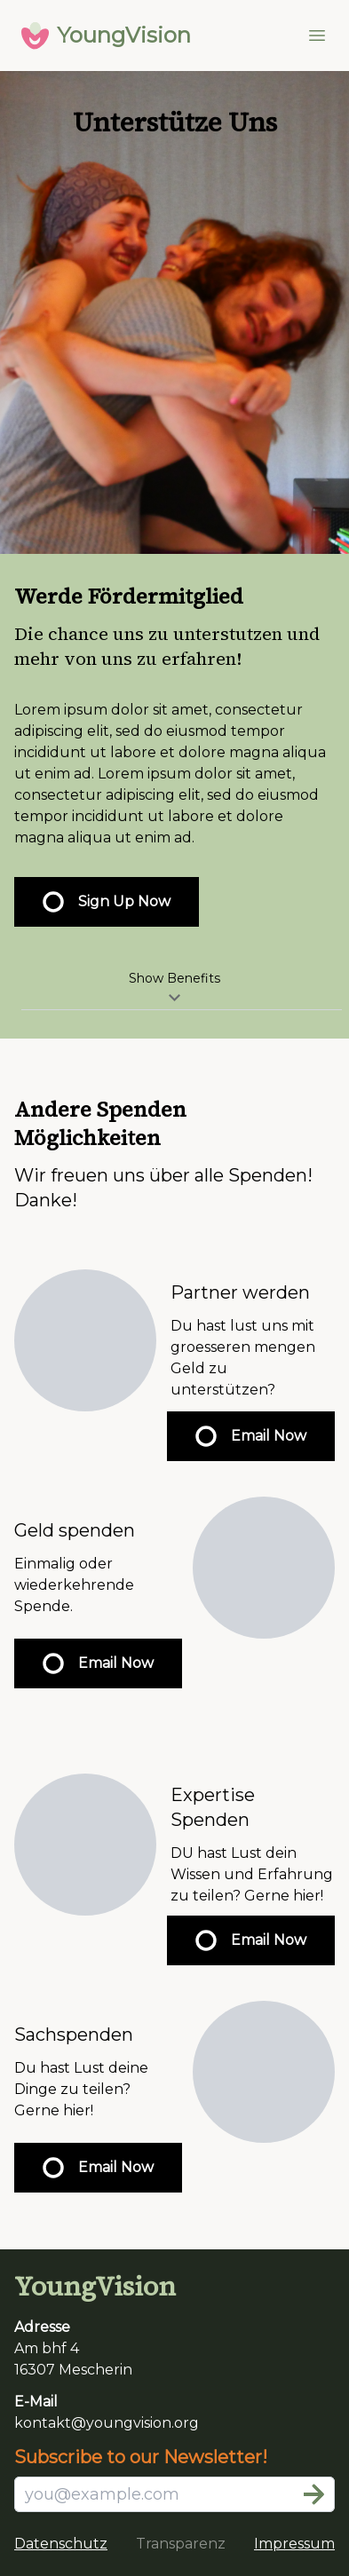 YoungVision
Unterstütze Uns
Werde Fördermitglied
Die chance uns zu unterstutzen und
mehr von uns zu erfahren!
Lorem ipsum dolor sit amet, consectetur
adipiscing elit, sed do eiusmod tempor
incididunt ut labore et dolore magna aliqua
ut enim ad. Lorem ipsum dolor sit amet,
consectetur adipiscing elit, sed do eiusmod
tempor incididunt ut labore et dolore
magna aliqua ut enim ad.
Sign Up Now
Show Benefits
Andere Spenden
Möglichkeiten
Wir freuen uns über alle Spenden!
Danke!
Partner werden
Du hast lust uns mit
groesseren mengen
Geld zu
unterstützen?
Email Now
Geld spenden
Einmalig oder
wiederkehrende
Spende.
Email Now
Expertise
Spenden
DU hast Lust dein
Wissen und Erfahrung
zu teilen? Gerne hier!
Email Now
Sachspenden
Du hast Lust deine
Dinge zu teilen?
Gerne hier!
Email Now
YoungVision
Adresse
Am bhf 4
16307 Mescherin
E-Mail
kontakt@youngvision.org
Subscribe to our Newsletter!
you@example.com
Datenschutz Transparenz Impressum